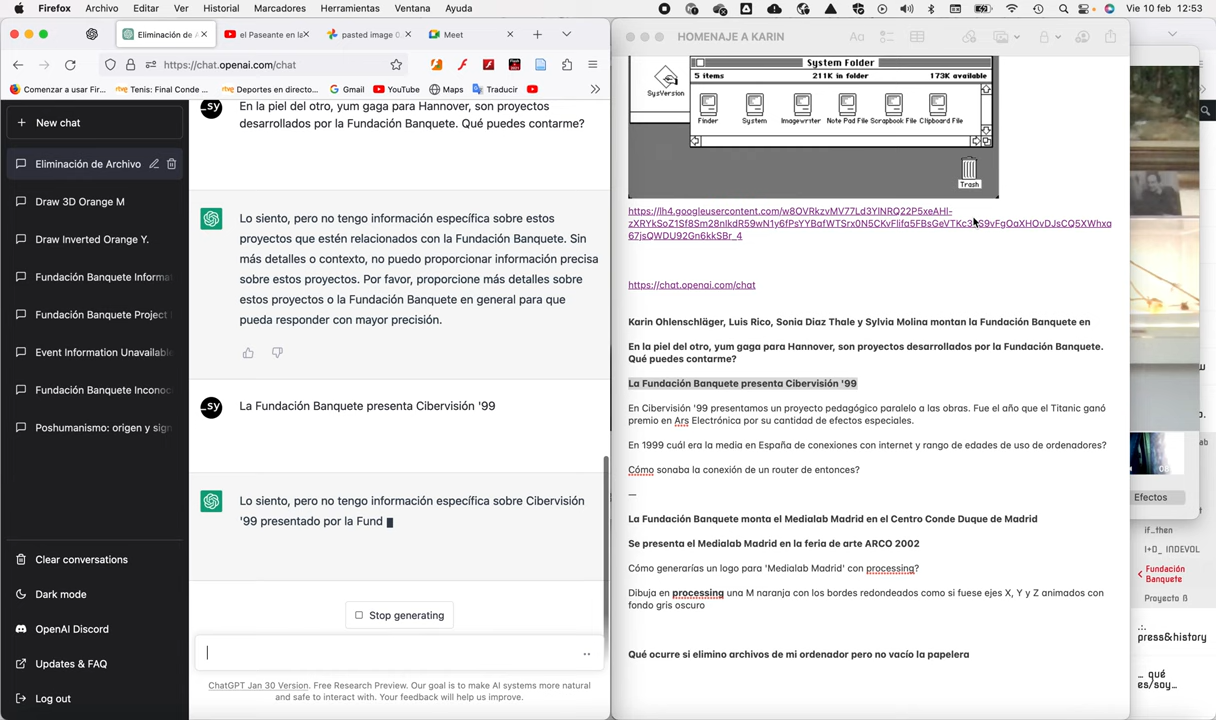 Firefox Archivo Editar Ver Historial Marcadores Herramientas Ventana Ayuda
Vie 10 feb 12:53
Eliminación de A
el Paseante en la
pasted image 0.
Meet
https://chat.openai.com/chat
Comenzar a usar Fir...
Tenis: Final Conde ...
Deportes en directo...
Gmail
YouTube
Traducir
New chat
Eliminación de Archivo
Draw 3D Orange M
Draw Inverted Orange Y.
Fundación Banquete Informa
Fundación Banquete Project
Event Information Unavailable
Fundación Banquete Inconoc
Poshumanismo: origen y sign
Clear conversations
Dark mode
OpenAI Discord
Updates & FAQ
Log out
_sy
En la piel del otro, yum gaga para Hannover, son proyectos
desarrollados por la Fundación Banquete. Qué puedes contarme?
Lo siento, pero no tengo información específica sobre estos
proyectos que estén relacionados con la Fundación Banquete. Sin
más detalles o contexto, no puedo proporcionar información precisa
sobre estos proyectos. Por favor, proporcione más detalles sobre
estos proyectos o la Fundación Banquete en general para que
pueda responder con mayor precisión.
_sy
La Fundación Banquete presenta Cibervisión '99
Lo siento, pero no tengo información específica sobre Cibervisión
'99 presentado por la Fund
Stop generating
ChatGPT Jan 30 Version. Free Research Preview. Our goal is to make AI systems more natural
and safe to interact with. Your feedback will help us improve.
HOMENAJE A KARIN
System Folder
5 items 211K in folder 173K available
SysVersion
Finder System Imagewriter Note Pad File Scrapbook File Clipboard File
Trash
https://chat.openai.com/chat
Karin Ohlenschläger, Luis Rico, Sonia Diaz Thale y Sylvia Molina montan la Fundación Banquete en
En la piel del otro, yum gaga para Hannover, son proyectos desarrollados por la Fundación Banquete.
Qué puedes contarme?
La Fundación Banquete presenta Cibervisión '99
En Cibervisión '99 presentamos un proyecto pedagógico paralelo a las obras. Fue el año que el Titanic ganó
premio en Ars Electrónica por su cantidad de efectos especiales.
En 1999 cuál era la media en España de conexiones con internet y rango de edades de uso de ordenadores?
Cómo sonaba la conexión de un router de entonces?
—
La Fundación Banquete monta el Medialab Madrid en el Centro Conde Duque de Madrid
Se presenta el Medialab Madrid en la feria de arte ARCO 2002
Cómo generarías un logo para 'Medialab Madrid' con processing?
Dibuja en processing una M naranja con los bordes redondeados como si fuese ejes X, Y y Z animados con
fondo gris oscuro
Qué ocurre si elimino archivos de mi ordenador pero no vacío la papelera
Efectos
if_then
I+D_ INDEVOL
Fundación
Banquete
Proyecto ß
.:.
press&history
... qué
es/soy...